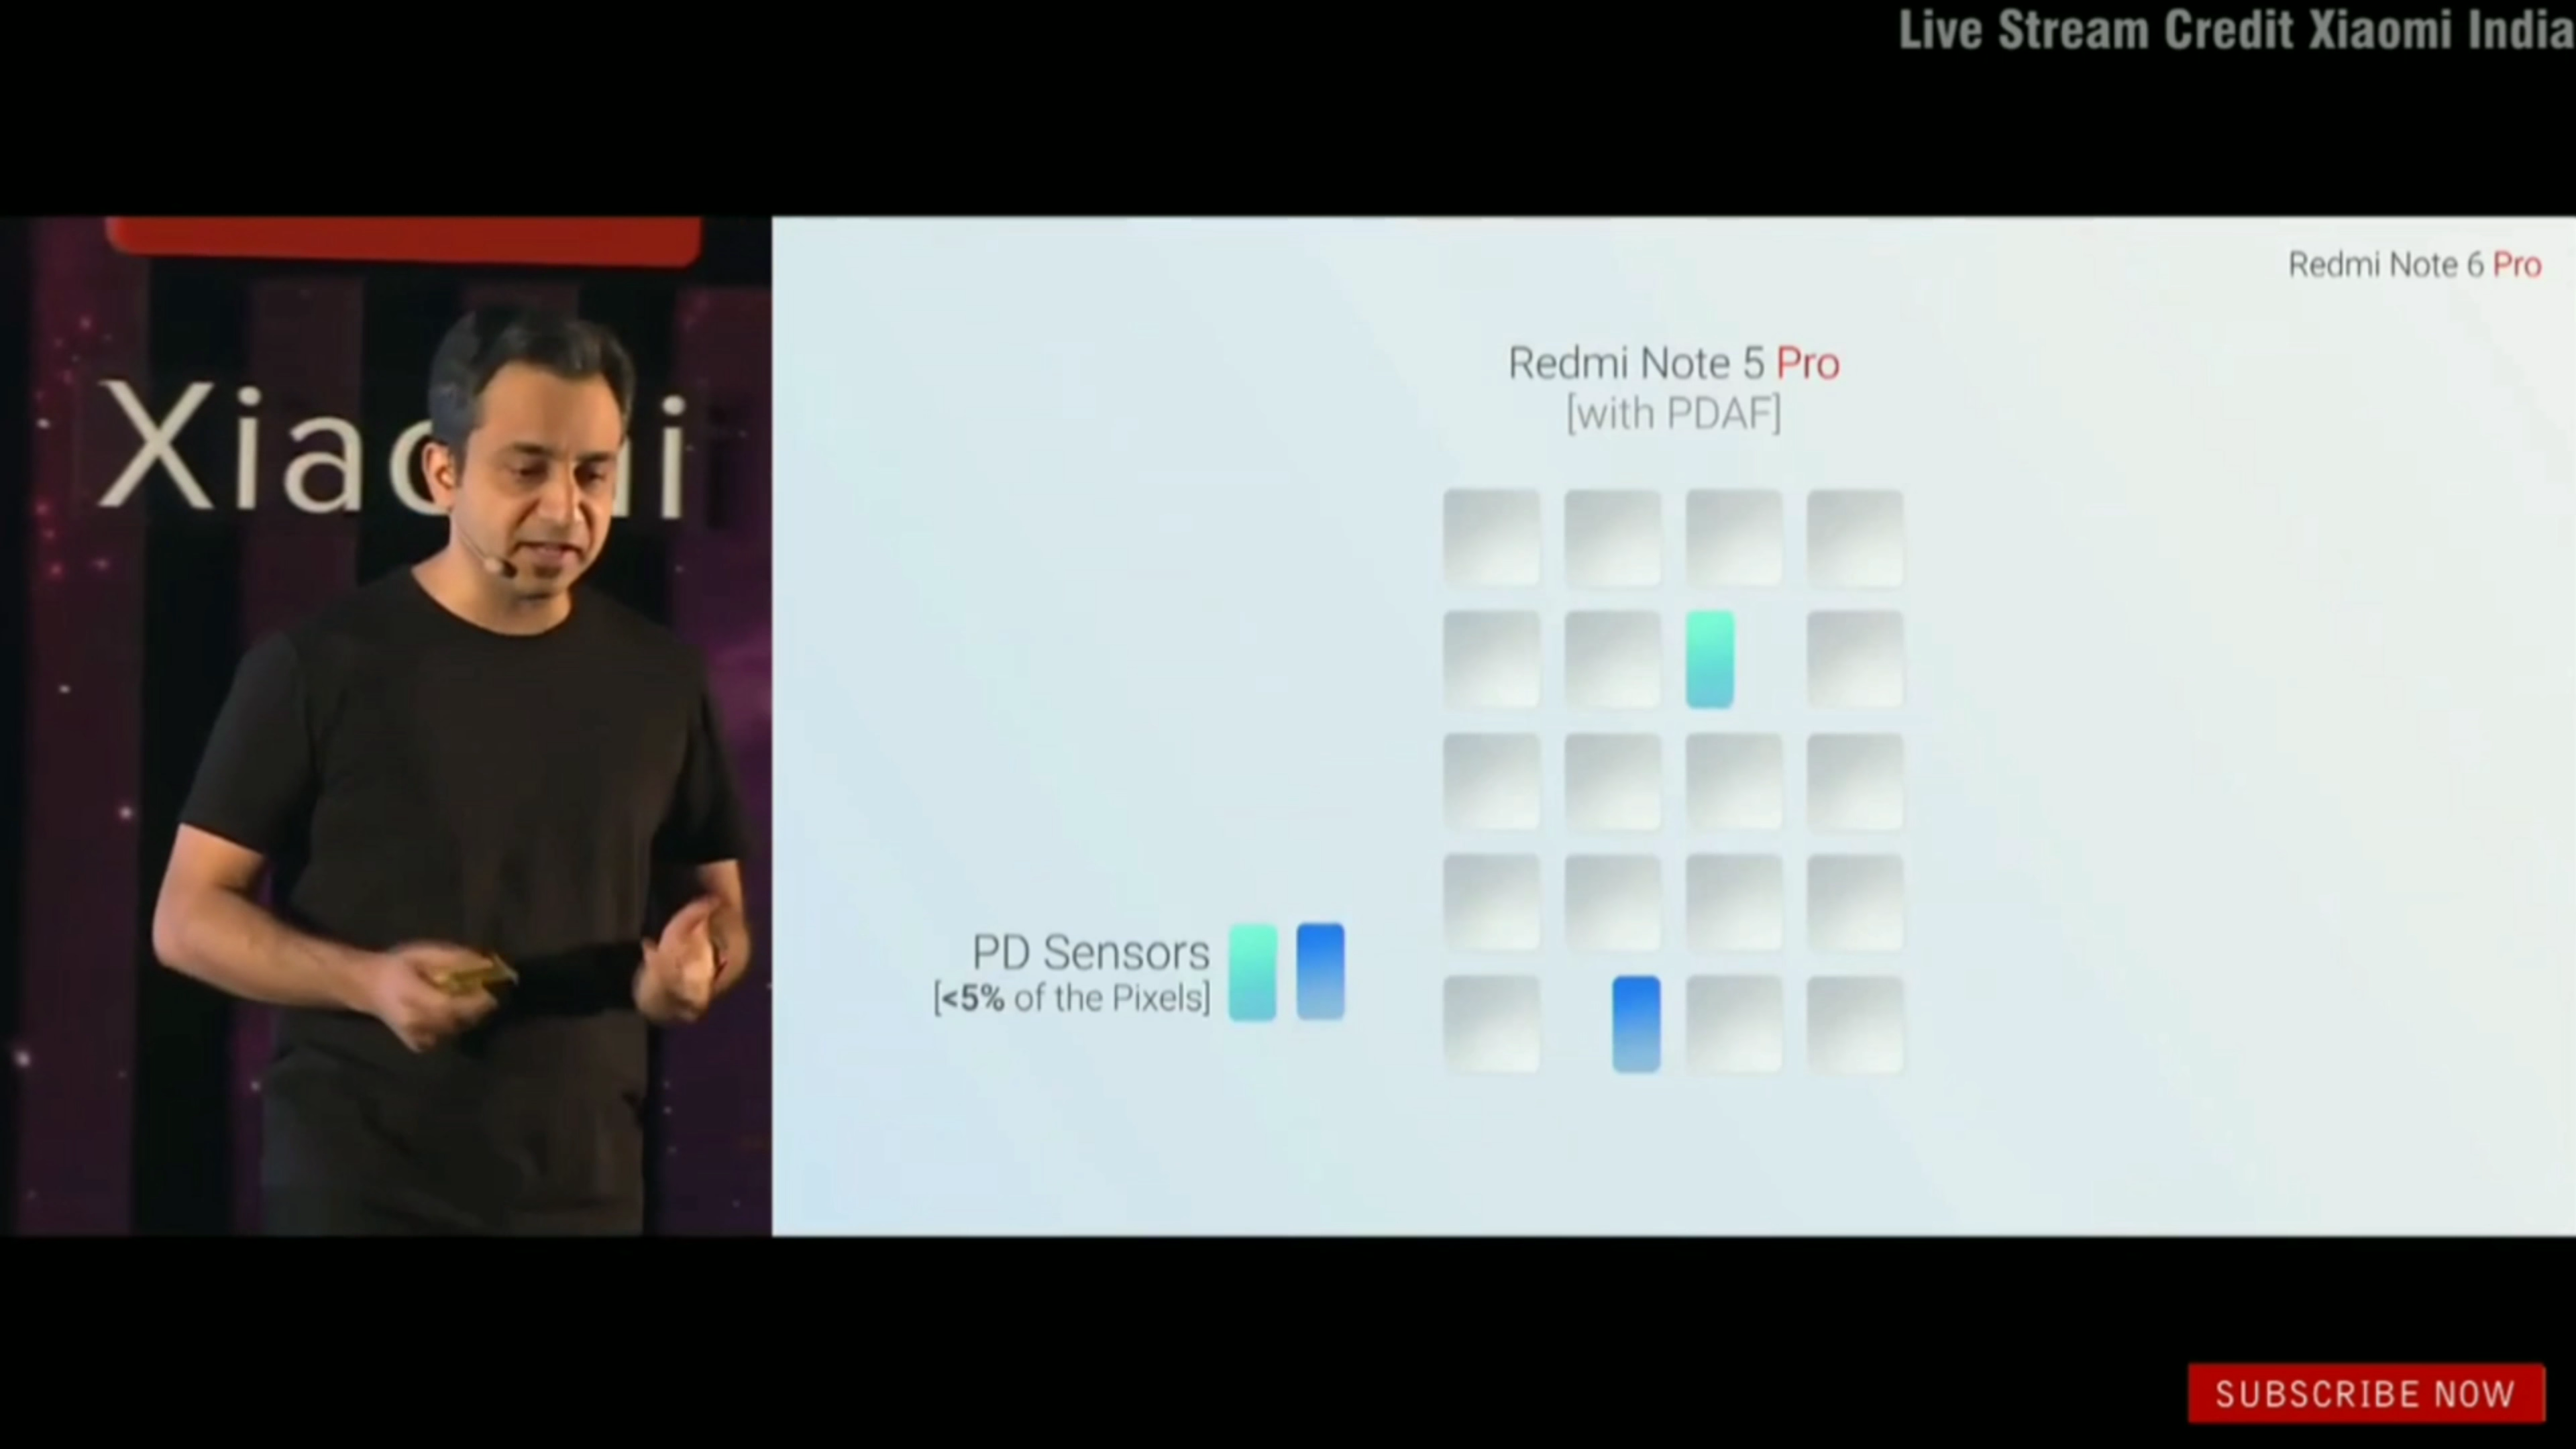 Live Stream Credit Xiaomi India
Xiao i
Redmi Note 6 Pro
Redmi Note 5 Pro
[with PDAF]
PD Sensors
[<5% of the Pixels]
SUBSCRIBE NOW